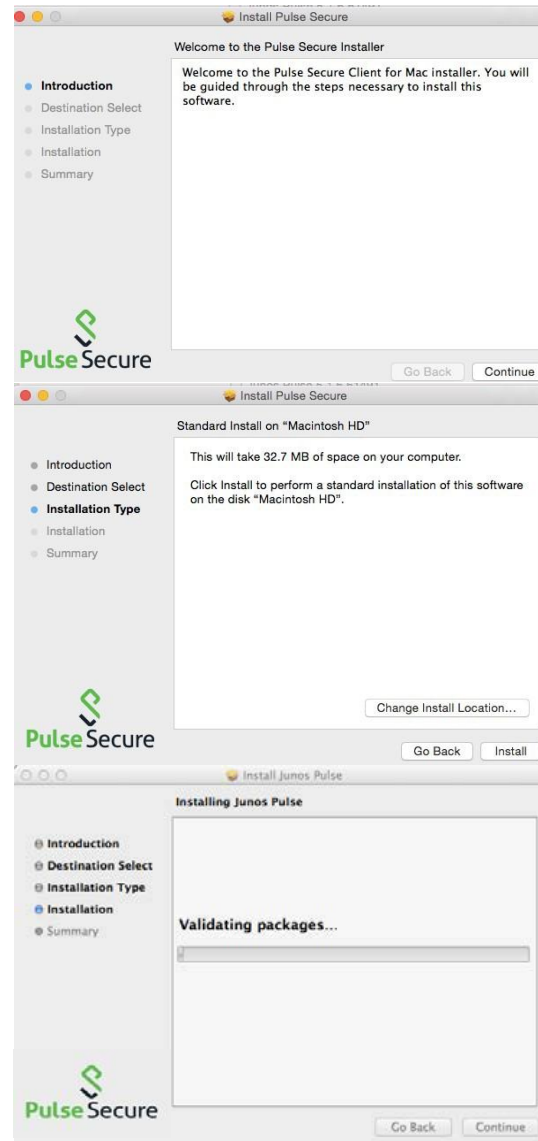 Install Pulse Secure
Welcome to the Pulse Secure Installer
Introduction
Destination Select
Installation Type
Installation
Summary
Welcome to the Pulse Secure Client for Mac installer. You will
be guided through the steps necessary to install this
software.
Pulse Secure
Go Back
Continue
Install Pulse Secure
Standard Install on “Macintosh HD”
Introduction
Destination Select
Installation Type
Installation
Summary
This will take 32.7 MB of space on your computer.
Click Install to perform a standard installation of this software
on the disk “Macintosh HD”.
Change Install Location...
Pulse Secure
Go Back
Install
Install Junos Pulse
Installing Junos Pulse
Introduction
Destination Select
Installation Type
Installation
Summary
Validating packages...
Pulse Secure
Go Back
Continue